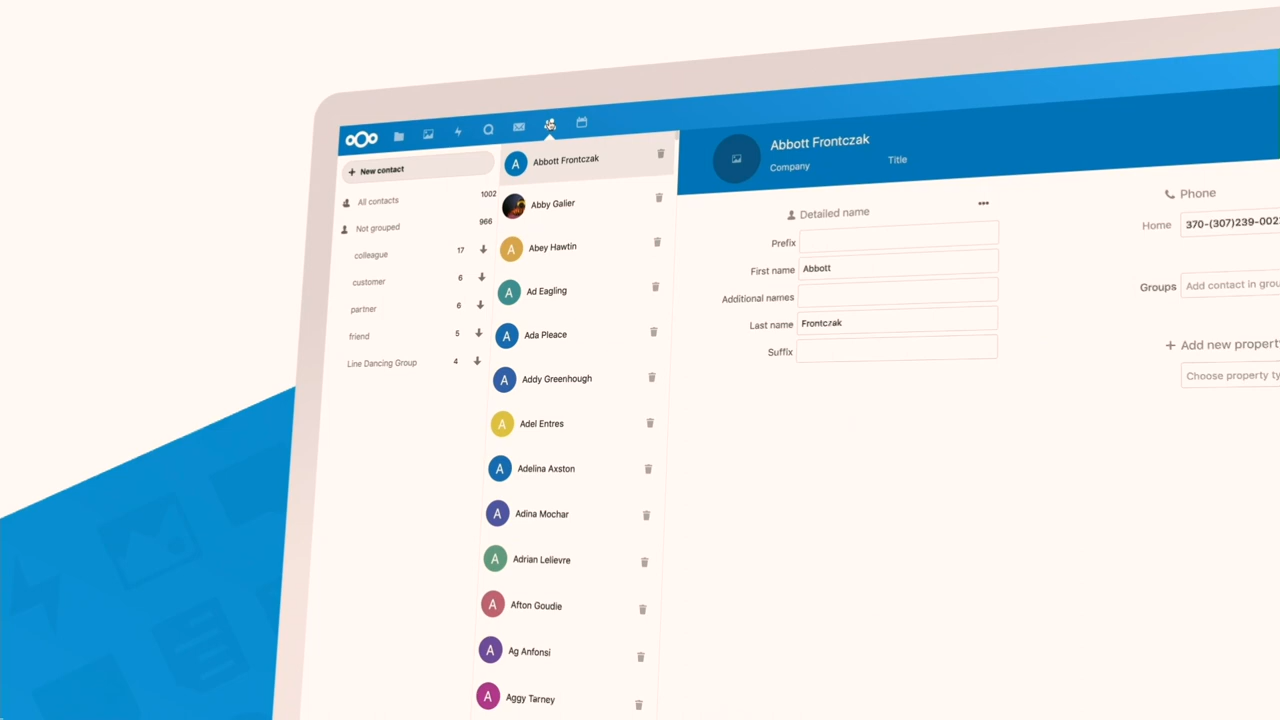 New contact
All contacts 1002
Not grouped 966
colleague 17
customer 6
partner 6
friend 5
Line Dancing Group 4
A Abbott Frontczak
Abby Galier
A Abey Hawtin
A Ad Eagling
A Ada Pleace
A Addy Greenhough
A Adel Entres
A Adelina Axston
A Adina Mochar
A Adrian Lelievre
A Afton Goudie
A Ag Anfonsi
A Aggy Tarney
Abbott Frontczak
Company Title
Detailed name
Prefix
First name Abbott
Additional names
Last name Frontczak
Suffix
Phone
Home 370-(307)239-002
Groups Add contact in grou
Add new property
Choose property ty